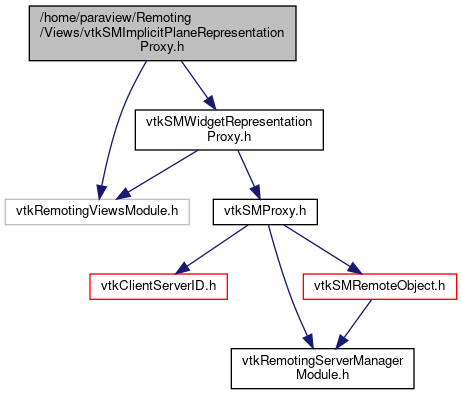 /home/paraview/Remoting
/Views/vtkSMImplicitPlaneRepresentation
Proxy.h
vtkSMWidgetRepresentation
Proxy.h
vtkRemotingViewsModule.h
vtkSMProxy.h
vtkClientServerID.h
vtkSMRemoteObject.h
vtkRemotingServerManager
Module.h